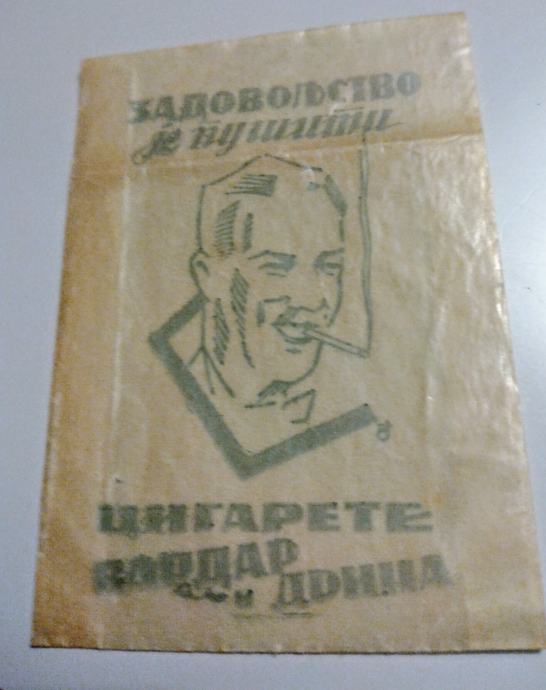 ЗАДОВОЉСТВО
је пушити
ЦИГАРЕТЕ
ВАРДАР
и ДРИНА